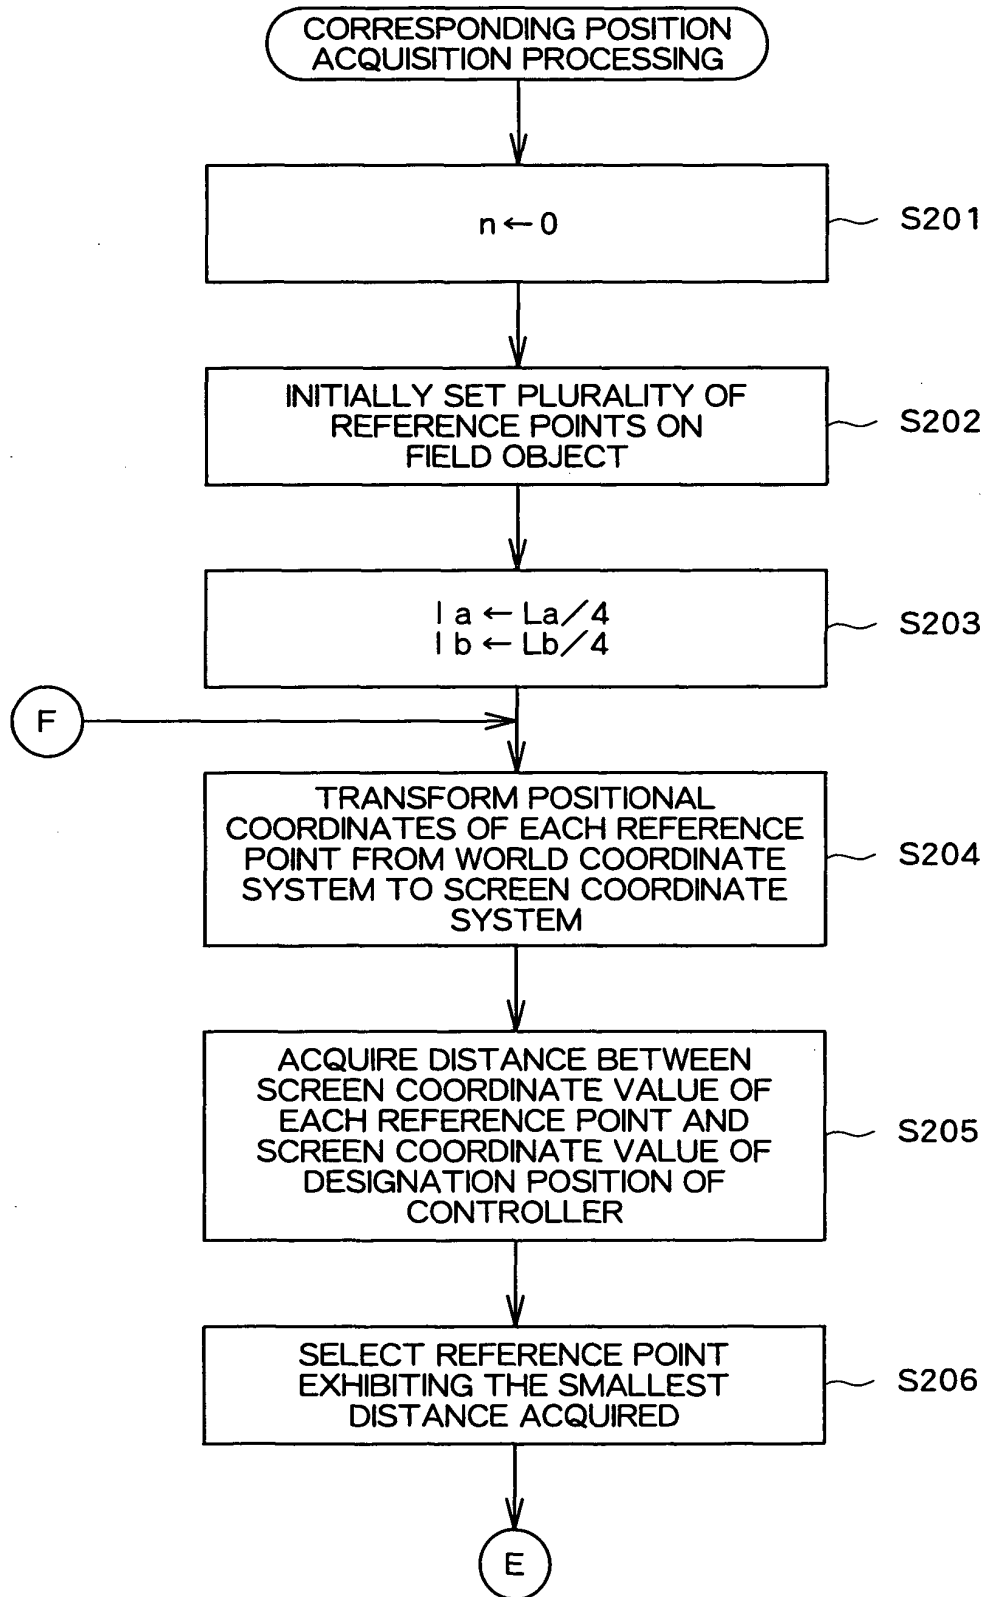 CORRESPONDING POSITION
ACQUISITION PROCESSING
n ← 0
S201
INITIALLY SET PLURALITY OF
REFERENCE POINTS ON
FIELD OBJECT
S202
l a ← La/4
l b ← Lb/4
S203
F
TRANSFORM POSITIONAL
COORDINATES OF EACH REFERENCE
POINT FROM WORLD COORDINATE
SYSTEM TO SCREEN COORDINATE
SYSTEM
S204
ACQUIRE DISTANCE BETWEEN
SCREEN COORDINATE VALUE OF
EACH REFERENCE POINT AND
SCREEN COORDINATE VALUE OF
DESIGNATION POSITION OF
CONTROLLER
S205
SELECT REFERENCE POINT
EXHIBITING THE SMALLEST
DISTANCE ACQUIRED
S206
E